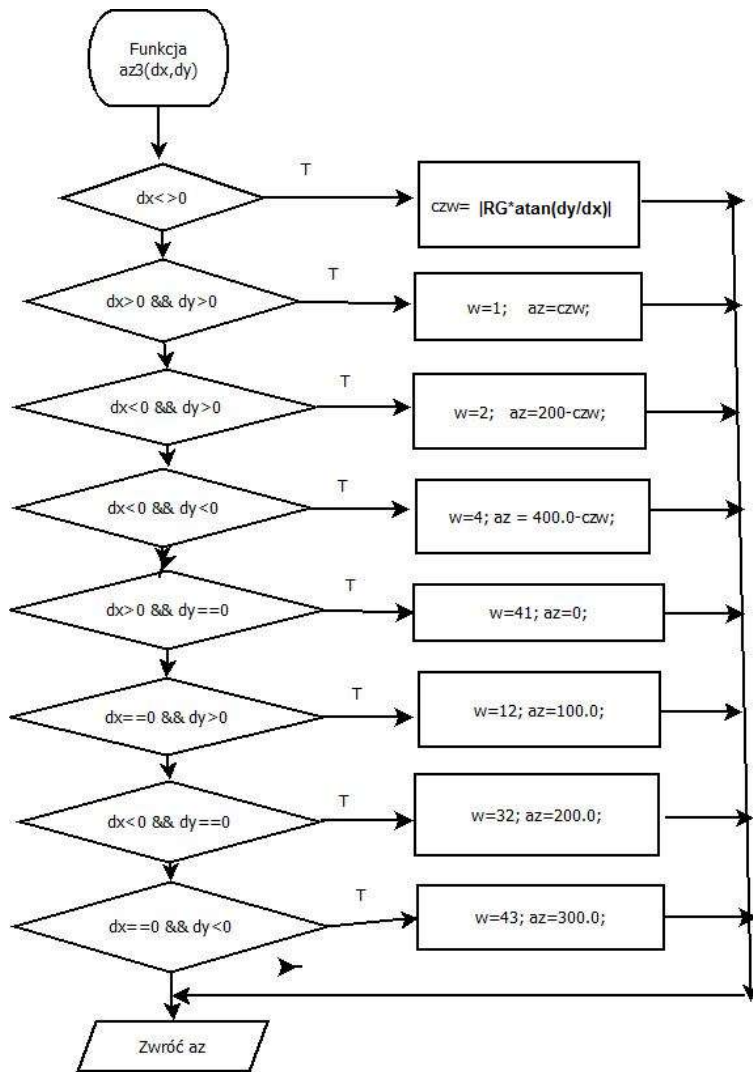 Funkcja
az3(dx,dy)
T
dx<>0
czw= |RG*atan(dy/dx)|
T
dx>0 && dy>0
w=1; az=czw;
T
dx<0 && dy>0
w=2; az=200-czw;
T
dx<0 && dy<0
w=4; az = 400.0-czw;
T
dx>0 && dy==0
w=41; az=0;
T
dx==0 && dy>0
w=12; az=100.0;
T
dx<0 && dy==0
w=32; az=200.0;
T
dx==0 && dy<0
w=43; az=300.0;
Zwróć az